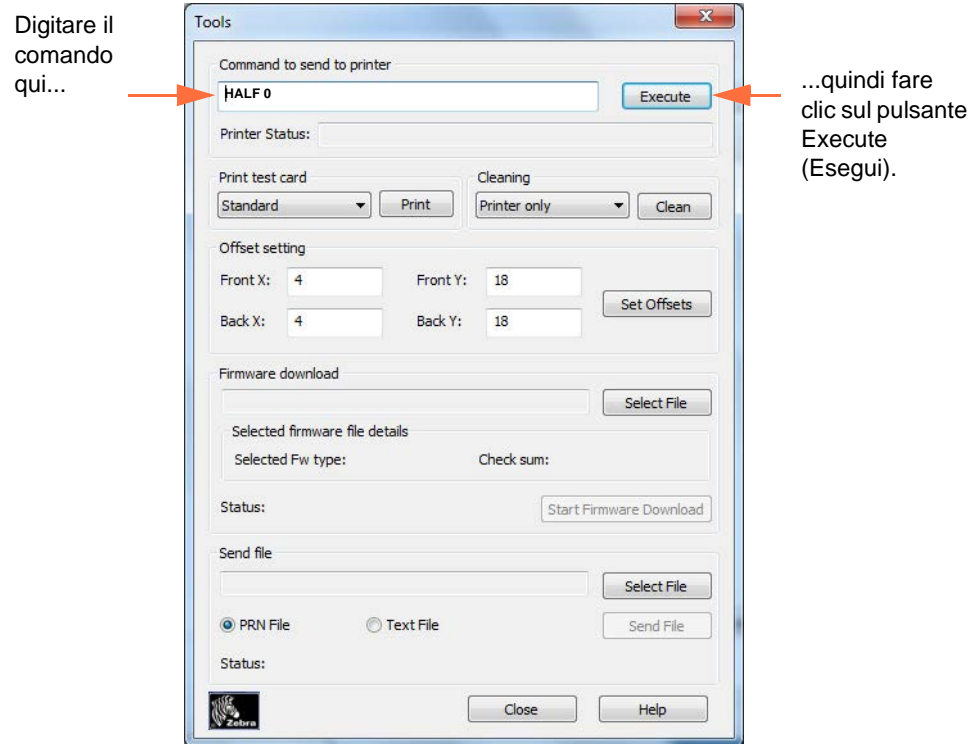 Digitare il
comando
qui...
Tools
Command to send to printer
HALF 0
Execute
...quindi fare
clic sul pulsante
Execute
(Esegui).
Printer Status:
Print test card
Cleaning
Standard
Print
Printer only
Clean
Offset setting
Front X: 4
Front Y: 18
Set Offsets
Back X: 4
Back Y: 18
Firmware download
Select File
Selected firmware file details
Selected Fw type:
Check sum:
Status:
Start Firmware Download
Send file
Select File
PRN File
Text File
Send File
Status:
Zebra
Close
Help